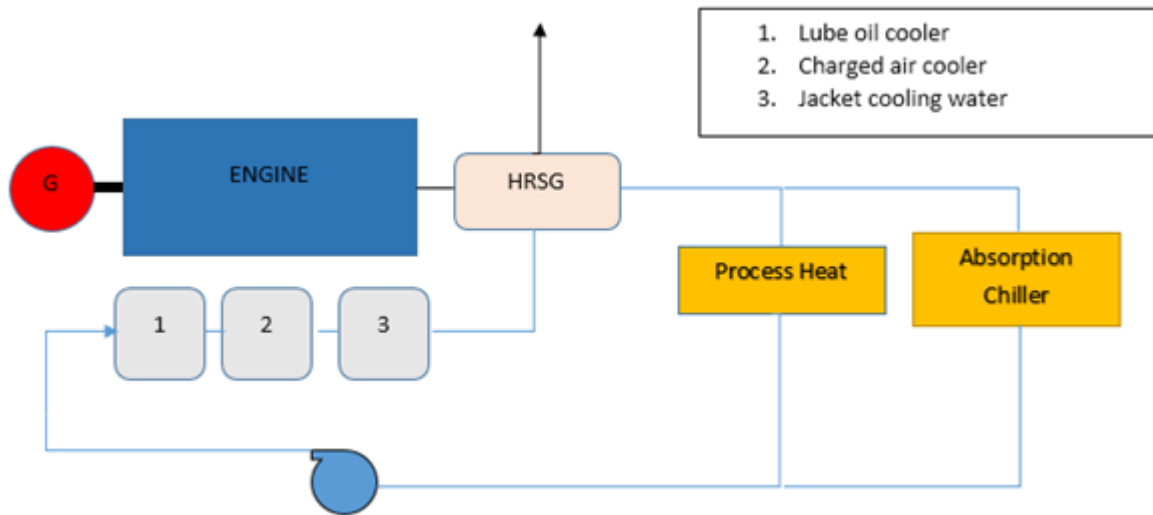 1. Lube oil cooler
2. Charged air cooler
3. Jacket cooling water
G
ENGINE
HRSG
Process Heat
Absorption
Chiller
1
2
3